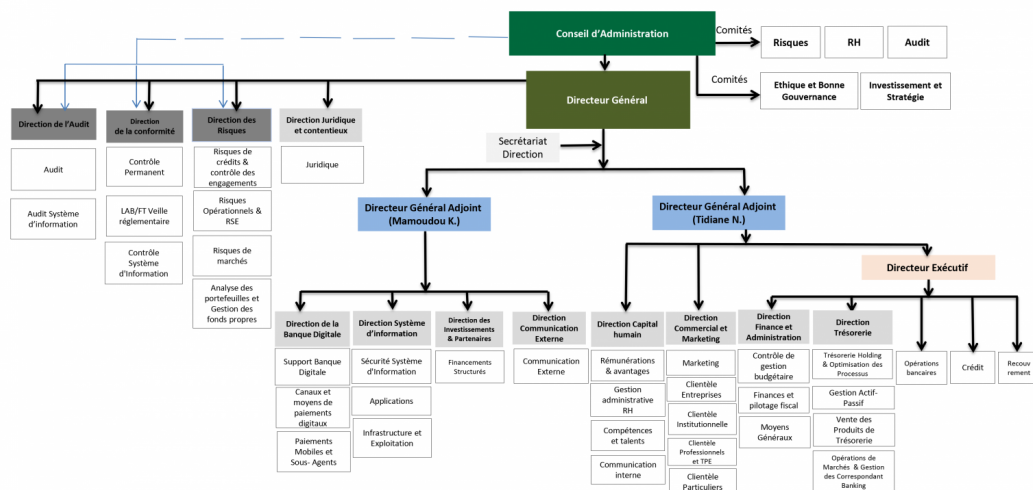 Conseil d'Administration
Comités
Risques
RH
Audit
Comités
Ethique et Bonne
Gouvernance
Investissement et
Stratégie
Directeur Général
Secrétariat
Direction
Direction de l'Audit
Audit
Audit Système
d'information
Direction
de la conformité
Contrôle
Permanent
LAB/FT Veille
réglementaire
Contrôle
Système
d'Information
Direction des
Risques
Risques de
crédits &
contrôle des
engagements
Risques
Opérationnels &
RSE
Risques de
marchés
Analyse des
portefeuilles et
Gestion des
fonds propres
Direction Juridique
et contentieux
Juridique
Directeur Général Adjoint
(Mamoudou K.)
Directeur Général Adjoint
(Tidiane N.)
Directeur Exécutif
Direction de la
Banque Digitale
Support Banque
Digitale
Canaux et
moyens de
paiements
digitaux
Paiements
Mobiles et
Sous- Agents
Direction Système
d'information
Sécurité Système
d'Information
Applications
Infrastructure et
Exploitation
Direction des
Investissements
& Partenaires
Financements
Structurés
Direction
Communication
Externe
Communication
Externe
Direction Capital
humain
Rémunérations
& avantages
Gestion
administrative
RH
Compétences
et talents
Communication
interne
Direction
Commercial et
Marketing
Marketing
Clientèle
Entreprises
Clientèle
Institutionnelle
Clientèle
Professionnels
et TPE
Clientèle
Particuliers
Direction
Finance et
Administration
Contrôle de
gestion
budgétaire
Finances et
pilotage fiscal
Moyens
Généraux
Direction
Trésorerie
Trésorerie Holding
& Optimisation des
Processus
Gestion Actif-
Passif
Vente des
Produits de
Trésorerie
Opérations de
Marchés & Gestion
des Correspondant
Banking
Opérations
bancaires
Crédit
Recouv
rement